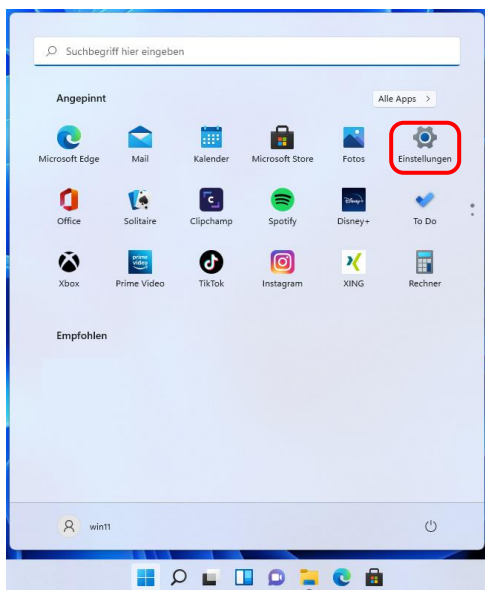 Suchbegriff hier eingeben
Angepinnt
Alle Apps >
Microsoft Edge Mail Kalender Microsoft Store Fotos Einstellungen
Office Solitaire Clipchamp Spotify Disney+ To Do
Xbox Prime Video TikTok Instagram XING Rechner
Empfohlen
win11